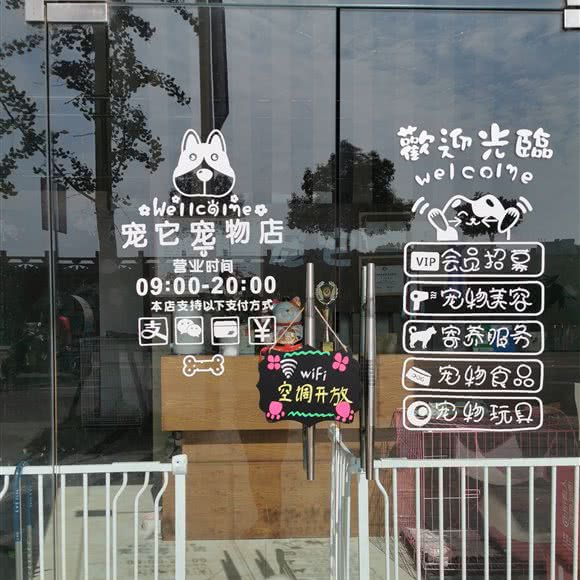 Wellcome
宠它宠物店
营业时间
09:00-20:00
本店支持以下支付方式
支
¥
WiFi
空调开放
歡迎光臨
welcome
VIP 会员招募
宠物美容
寄养服务
宠物食品
宠物玩具